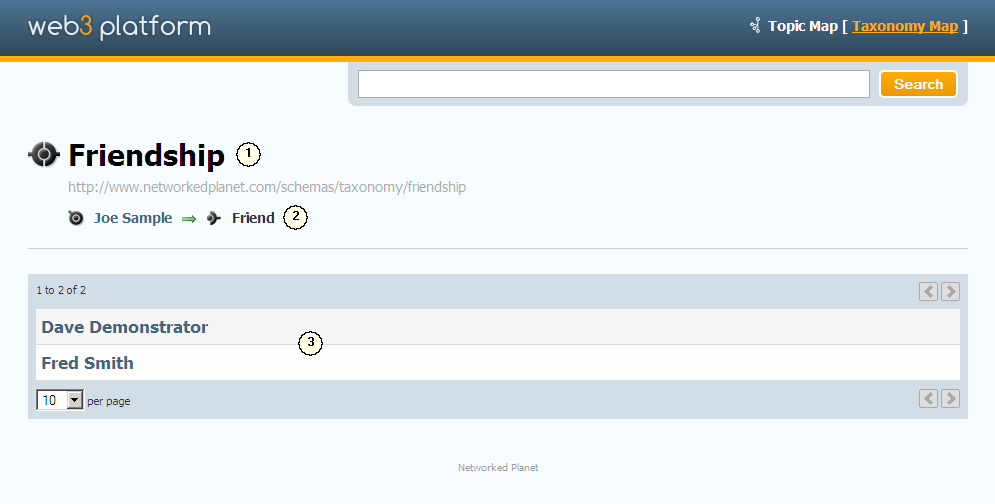 web3 platform
Topic Map [ Taxonomy Map ]
Search
Friendship 1
http://www.networkedplanet.com/schemas/taxonomy/friendship
Joe Sample Friend 2
1 to 2 of 2
Dave Demonstrator
3
Fred Smith
10 per page
Networked Planet